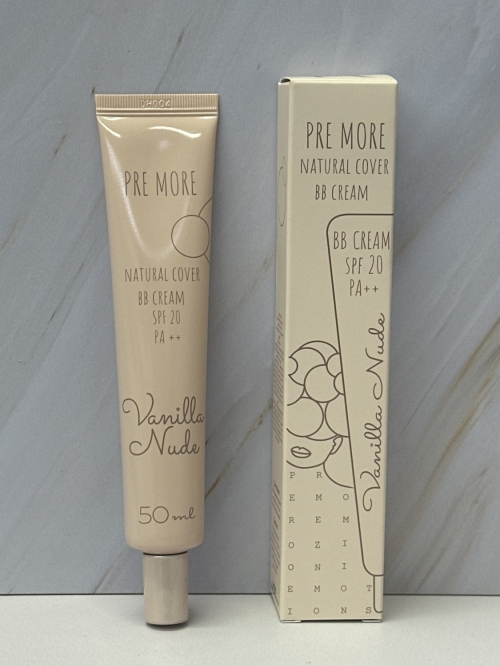 PRE MORE
NATURAL COVER
BB CREAM
SPF 20
PA ++
Vanilla
Nude
50ml
PRE MORE
NATURAL COVER
BB CREAM
BB CREAM
SPF 20
PA++
Vanilla Nude
P R
E M O
R E M
E Z I
O N I
O M O T
E O N S